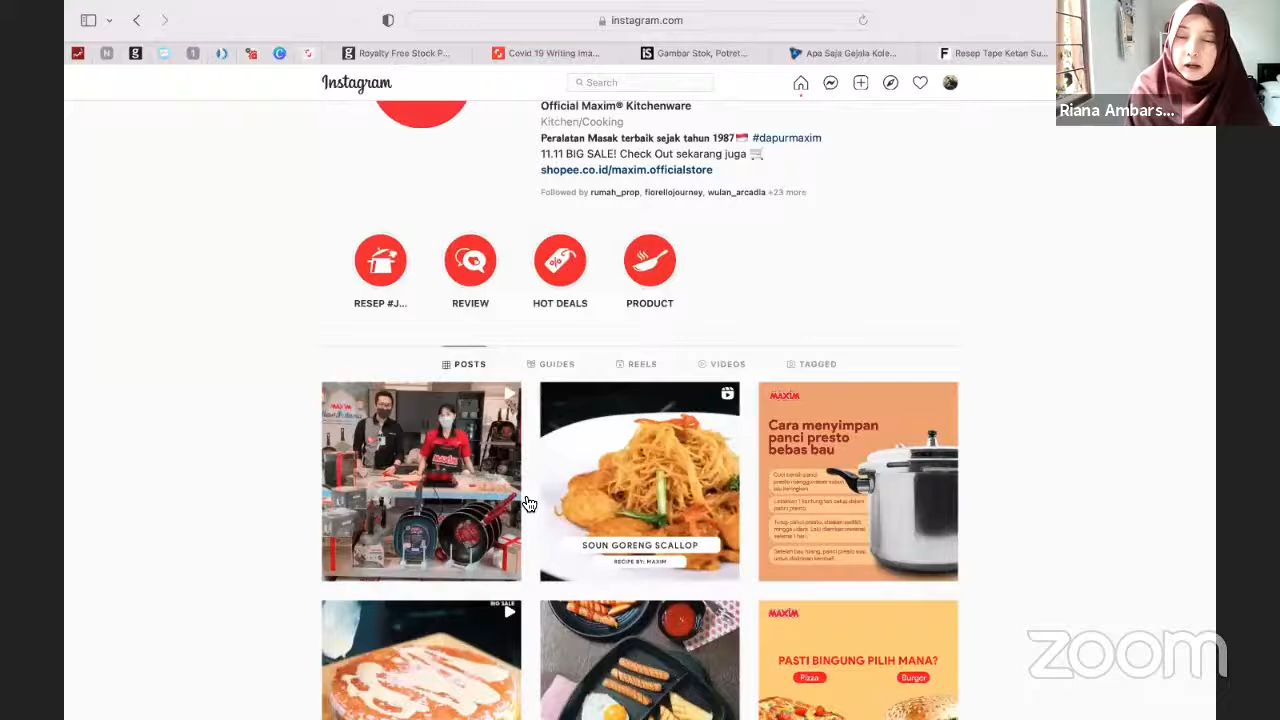 instagram.com
Royalty Free Stock P...
Covid 19 Writing Ima...
Gambar Stok, Potret...
Apa Saja Gejala Kole...
Resep Tape Ketan Su...
Instagram
Search
Riana Ambars...
Official Maxim® Kitchenware
Kitchen/Cooking
Peralatan Masak terbaik sejak tahun 1987 #dapurmaxim
11.11 BIG SALE! Check Out sekarang juga
shopee.co.id/maxim.officialstore
Followed by rumah_prop, fiorellojourney, wulan_arcadia +23 more
RESEP #J...
REVIEW
HOT DEALS
PRODUCT
POSTS
GUIDES
REELS
VIDEOS
TAGGED
MAXIM
SOUN GORENG SCALLOP
RECIPE BY: MAXIM
MAXIM
Cara menyimpan
panci presto
bebas bau
BIG SALE
MAXIM
PASTI BINGUNG PILIH MANA?
Pizza
Burger
zoom